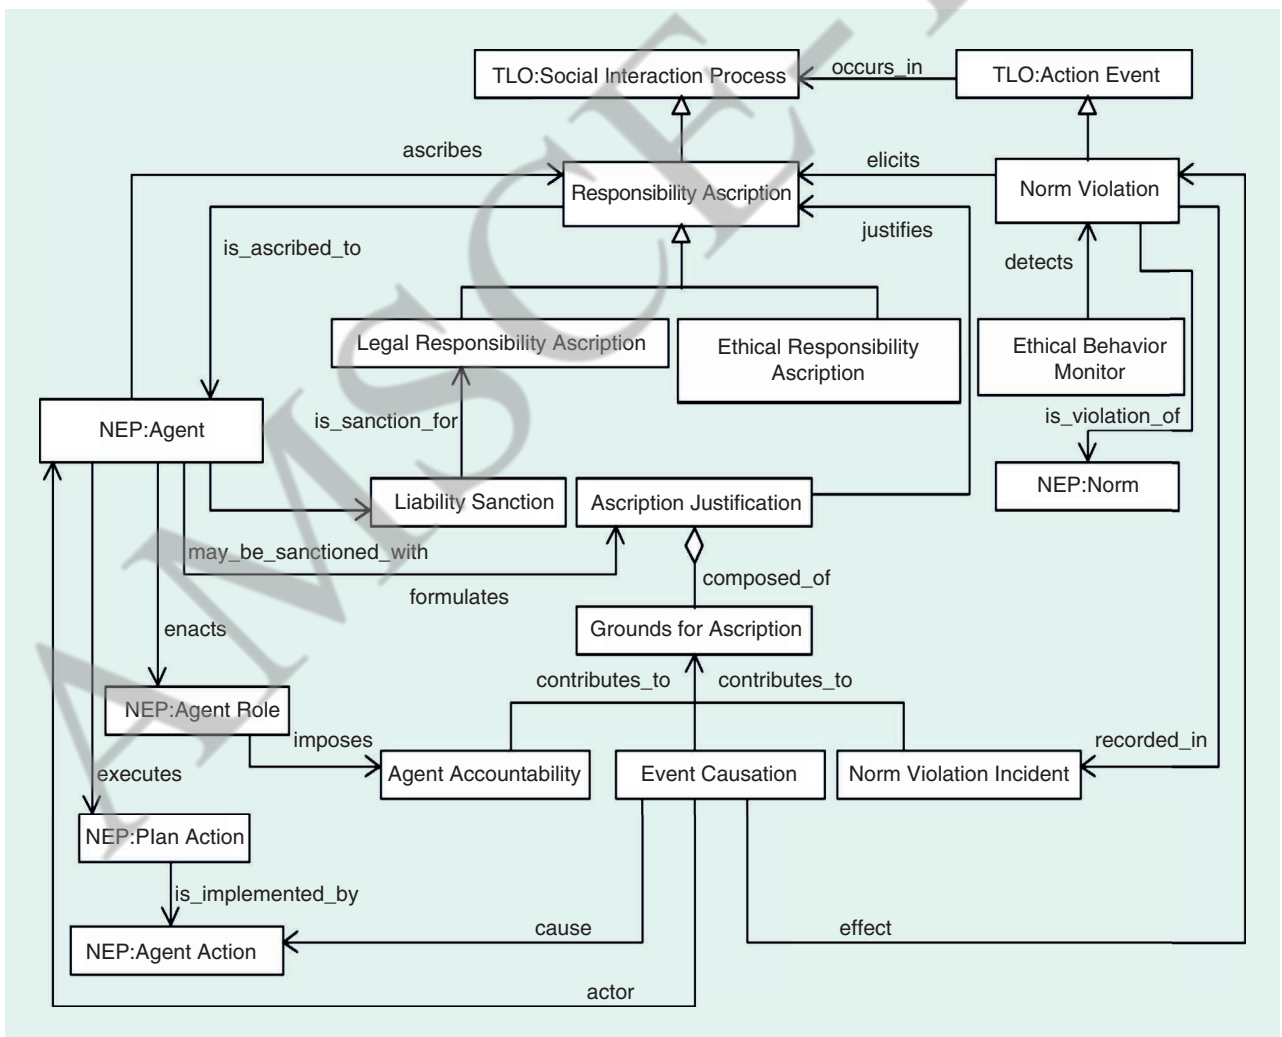 TLO:Social Interaction Process
occurs_in
TLO:Action Event
ascribes
elicits
Responsibility Ascription
Norm Violation
is_ascribed_to
justifies
detects
Legal Responsibility Ascription
Ethical Responsibility
Ascription
Ethical Behavior
Monitor
NEP:Agent
is_sanction_for
is_violation_of
Liability Sanction
Ascription Justification
NEP:Norm
may_be_sanctioned_with
formulates
composed_of
enacts
Grounds for Ascription
contributes_to
contributes_to
NEP:Agent Role
imposes
recorded_in
executes
Agent Accountability
Event Causation
Norm Violation Incident
NEP:Plan Action
is_implemented_by
cause
effect
NEP:Agent Action
actor
AMSCE-